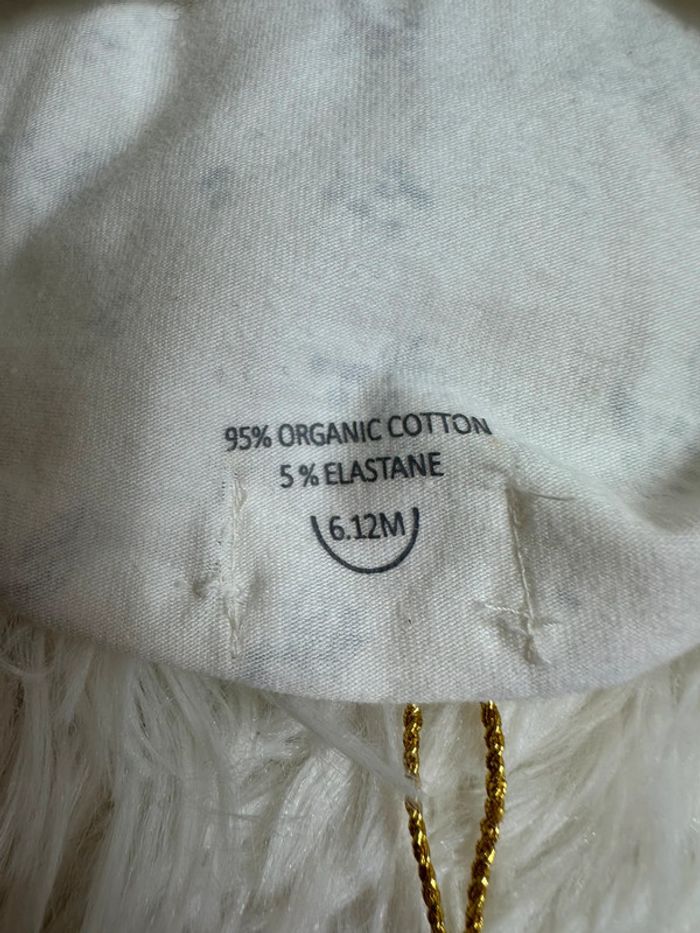 95% ORGANIC COTTON
5 % ELASTANE
6.12M